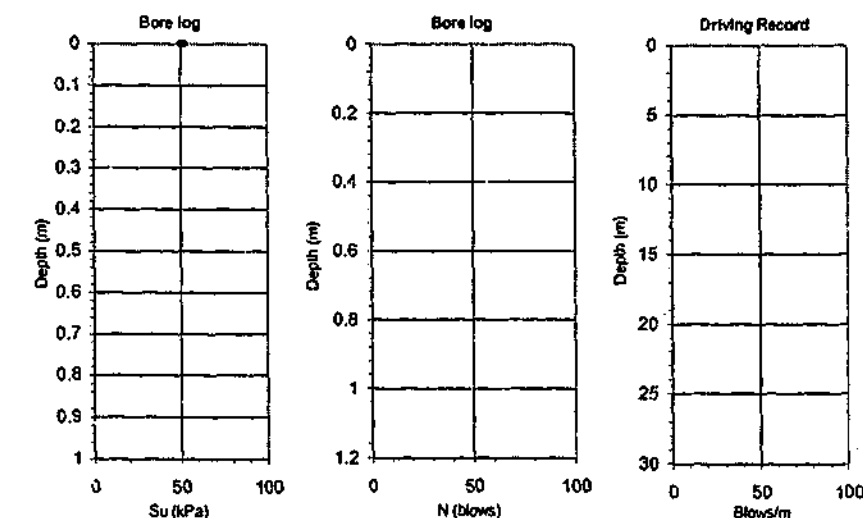 Bore log
0
0.1
0.2
0.3
0.4
0.5
0.6
0.7
0.8
0.9
1
Depth (m)
0 50 100
Su (kPa)
Bore log
0
0.2
0.4
0.6
0.8
1
1.2
Depth (m)
0 50 100
N (blows)
Driving Record
0
5
10
15
20
25
30
Depth (m)
0 50 100
Blows/m